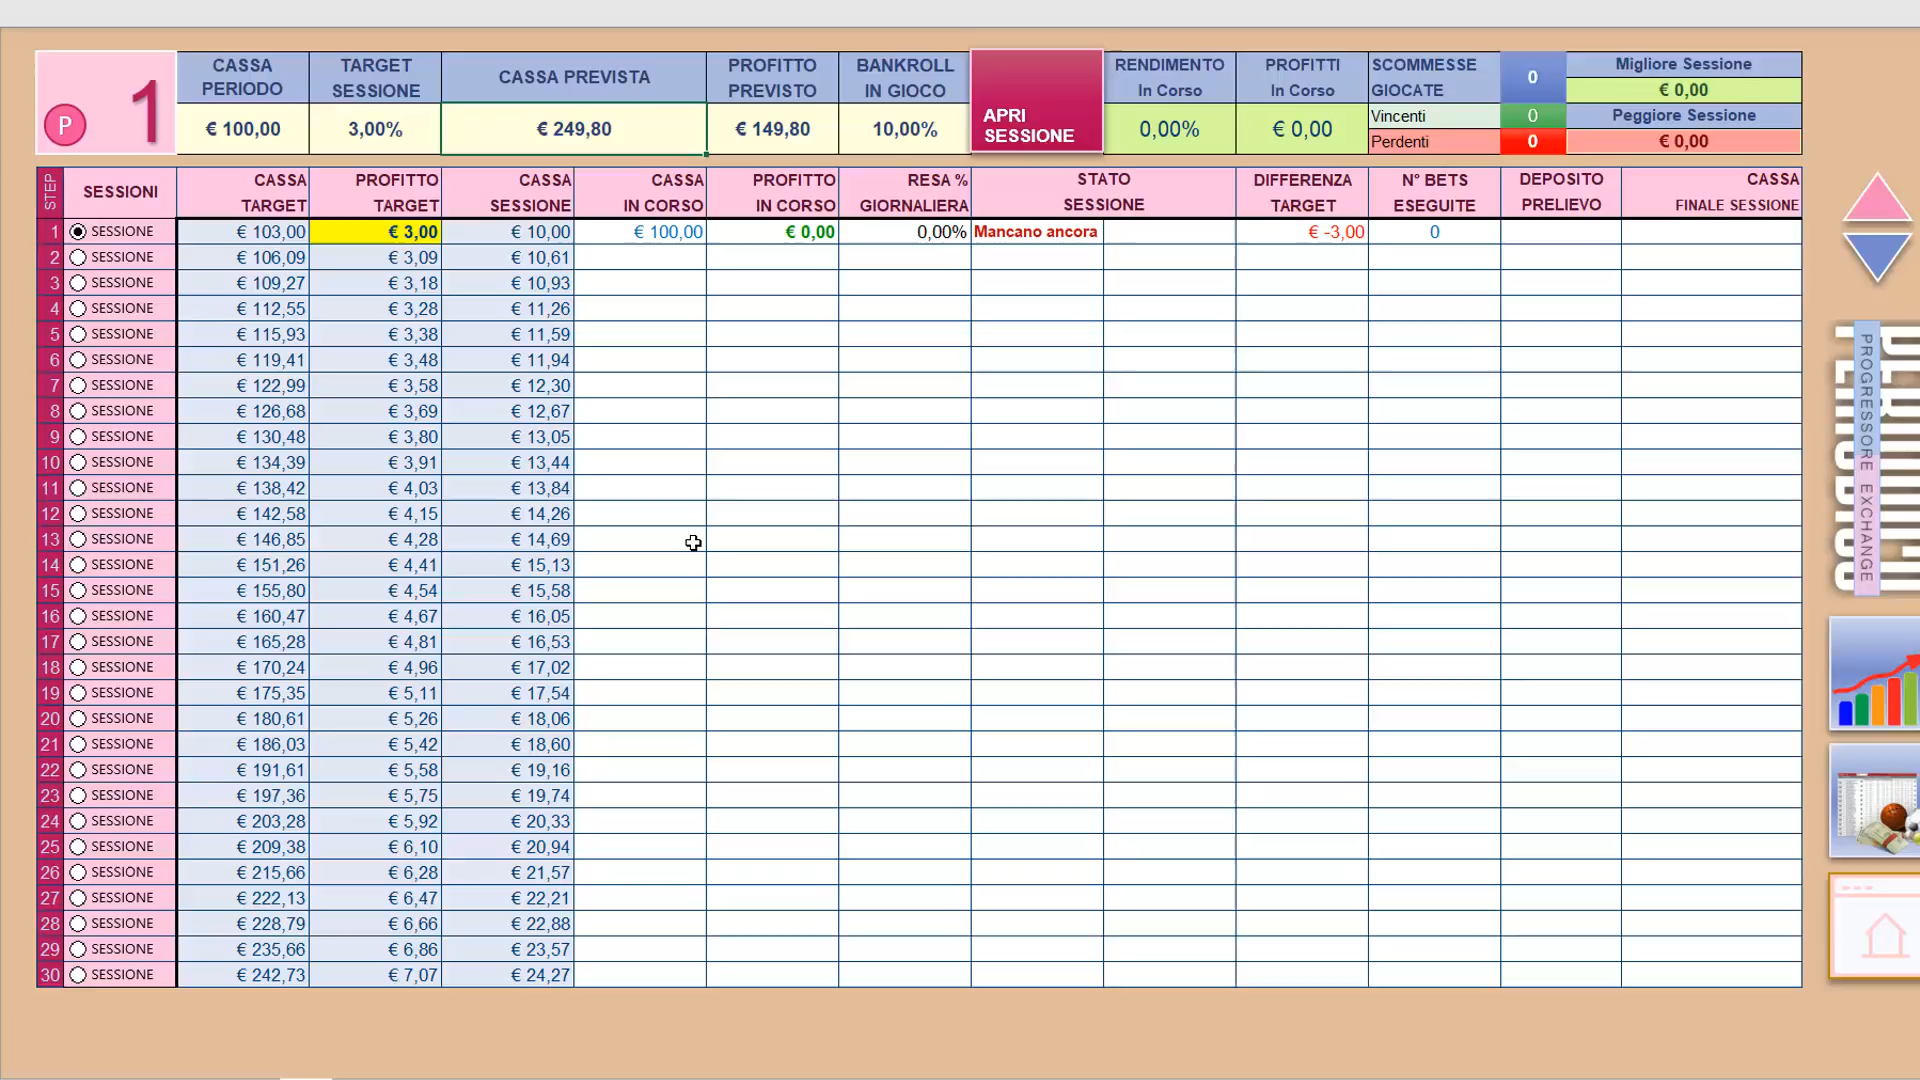 P 1
CASSA PERIODO
TARGET SESSIONE
CASSA PREVISTA
PROFITTO PREVISTO
BANKROLL IN GIOCO
APRI SESSIONE
RENDIMENTO In Corso
PROFITTI In Corso
SCOMMESSE GIOCATE 0
Migliore Sessione
€ 0,00
€ 100,00 3,00% € 249,80 € 149,80 10,00% 0,00% € 0,00
Vincenti 0
Peggiore Sessione
Perdenti 0
€ 0,00
STEP
SESSIONI
CASSA TARGET
PROFITTO TARGET
CASSA SESSIONE
CASSA IN CORSO
PROFITTO IN CORSO
RESA % GIORNALIERA
STATO SESSIONE
DIFFERENZA TARGET
N° BETS ESEGUITE
DEPOSITO PRELIEVO
CASSA FINALE SESSIONE
1 SESSIONE € 103,00 € 3,00 € 10,00 € 100,00 € 0,00 0,00% Mancano ancora € -3,00 0
2 SESSIONE € 106,09 € 3,09 € 10,61
3 SESSIONE € 109,27 € 3,18 € 10,93
4 SESSIONE € 112,55 € 3,28 € 11,26
5 SESSIONE € 115,93 € 3,38 € 11,59
6 SESSIONE € 119,41 € 3,48 € 11,94
7 SESSIONE € 122,99 € 3,58 € 12,30
8 SESSIONE € 126,68 € 3,69 € 12,67
9 SESSIONE € 130,48 € 3,80 € 13,05
10 SESSIONE € 134,39 € 3,91 € 13,44
11 SESSIONE € 138,42 € 4,03 € 13,84
12 SESSIONE € 142,58 € 4,15 € 14,26
13 SESSIONE € 146,85 € 4,28 € 14,69
14 SESSIONE € 151,26 € 4,41 € 15,13
15 SESSIONE € 155,80 € 4,54 € 15,58
16 SESSIONE € 160,47 € 4,67 € 16,05
17 SESSIONE € 165,28 € 4,81 € 16,53
18 SESSIONE € 170,24 € 4,96 € 17,02
19 SESSIONE € 175,35 € 5,11 € 17,54
20 SESSIONE € 180,61 € 5,26 € 18,06
21 SESSIONE € 186,03 € 5,42 € 18,60
22 SESSIONE € 191,61 € 5,58 € 19,16
23 SESSIONE € 197,36 € 5,75 € 19,74
24 SESSIONE € 203,28 € 5,92 € 20,33
25 SESSIONE € 209,38 € 6,10 € 20,94
26 SESSIONE € 215,66 € 6,28 € 21,57
27 SESSIONE € 222,13 € 6,47 € 22,21
28 SESSIONE € 228,79 € 6,66 € 22,88
29 SESSIONE € 235,66 € 6,86 € 23,57
30 SESSIONE € 242,73 € 7,07 € 24,27
PROGRESSORE EXCHANGE